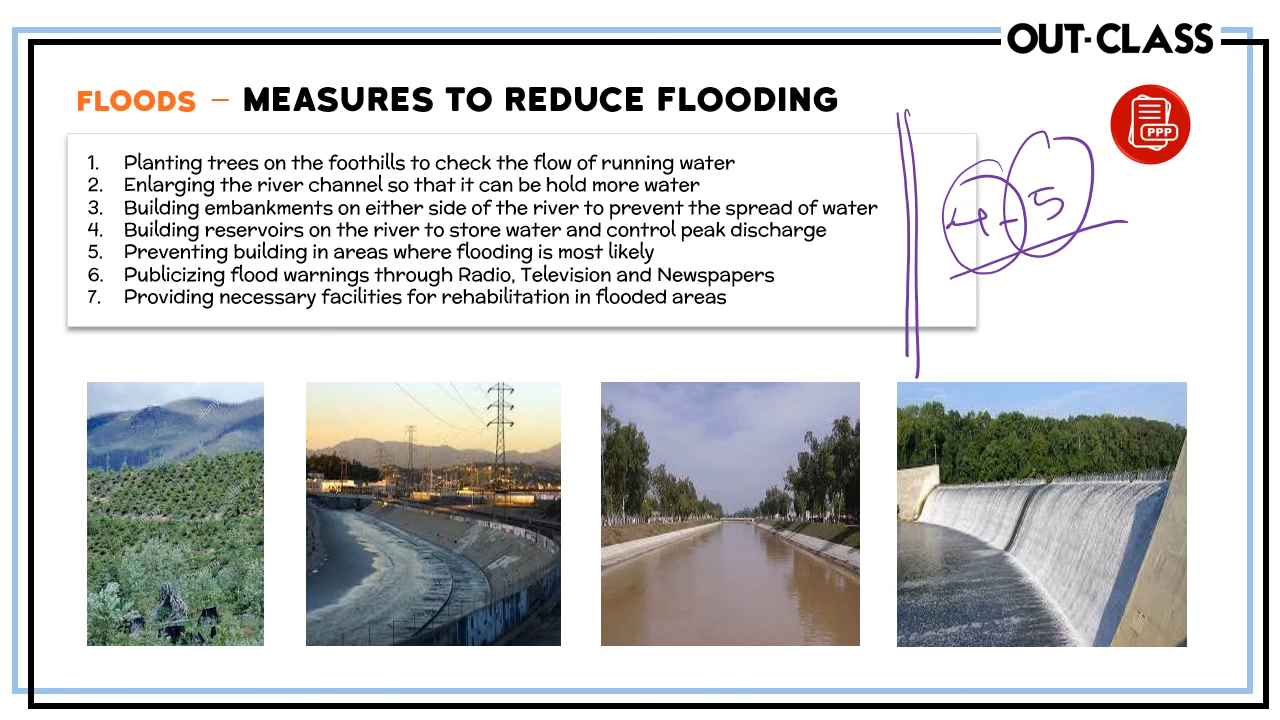 OUT-CLASS
FLOODS – MEASURES TO REDUCE FLOODING
PPP
1. Planting trees on the foothills to check the flow of running water
2. Enlarging the river channel so that it can be hold more water
3. Building embankments on either side of the river to prevent the spread of water
4. Building reservoirs on the river to store water and control peak discharge
5. Preventing building in areas where flooding is most likely
6. Publicizing flood warnings through Radio, Television and Newspapers
7. Providing necessary facilities for rehabilitation in flooded areas
4-5